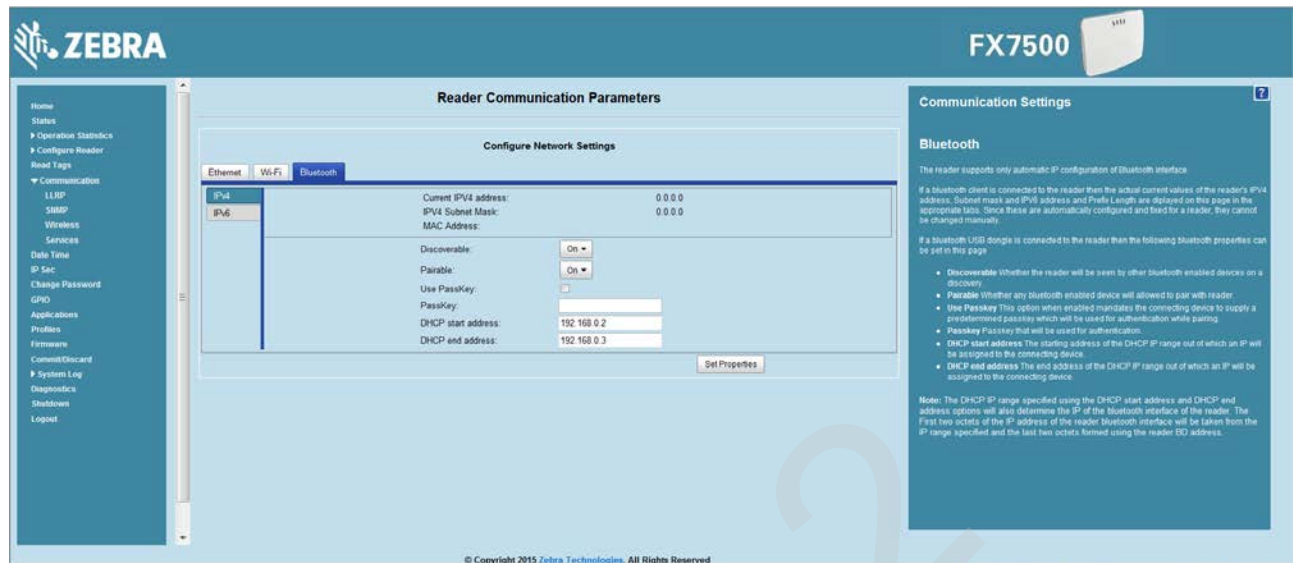 ZEBRA
FX7500
Home
Status
Operation Statistics
Configure Reader
Read Tags
Communication
LLRP
SNMP
Wireless
Services
Date Time
IP Sec
Change Password
GPIO
Applications
Profiles
Firmware
Commit/Discard
System Log
Diagnostics
Shutdown
Logout
Reader Communication Parameters
Configure Network Settings
Ethernet Wi-Fi Bluetooth
IPv4
IPv6
Current IPV4 address: 0.0.0.0
IPV4 Subnet Mask: 0.0.0.0
MAC Address:
Discoverable: On
Pairable: On
Use PassKey:
PassKey:
DHCP start address: 192.168.0.2
DHCP end address: 192.168.0.3
Set Properties
Communication Settings
?
Bluetooth
The reader supports only automatic IP configuration of Bluetooth interface
If a bluetooth client is connected to the reader then the actual current values of the reader's IPV4
address, Subnet mask and IPV6 address and Prefix Length are diplayed on this page in the
appropriate tabs. Since these are automatically configured and fixed for a reader, they cannot
be changed manually.
If a bluetooth USB dongle is connected to the reader then the following bluetooth properties can
be set in this page
Discoverable Whether the reader will be seen by other bluetooth enabled devices on a
discovery.
Pairable Whether any bluetooth enabled device will allowed to pair with reader.
Use Passkey This option when enabled mandates the connecting device to supply a
predetermined passkey which will be used for authentication while pairing.
Passkey Passkey that will be used for authentication.
DHCP start address The starting address of the DHCP IP range out of which an IP will
be assigned to the connecting device.
DHCP end address The end address of the DHCP IP range out of which an IP will be
assigned to the connecting device.
Note: The DHCP IP range specified using the DHCP start address and DHCP end
address options will also determine the IP of the bluetooth interface of the reader. The
First two octets of the IP address of the reader bluetooth interface will be taken from the
IP range specified and the last two octets formed using the reader BD address.
© Copyright 2015 Zebra Technologies. All Rights Reserved